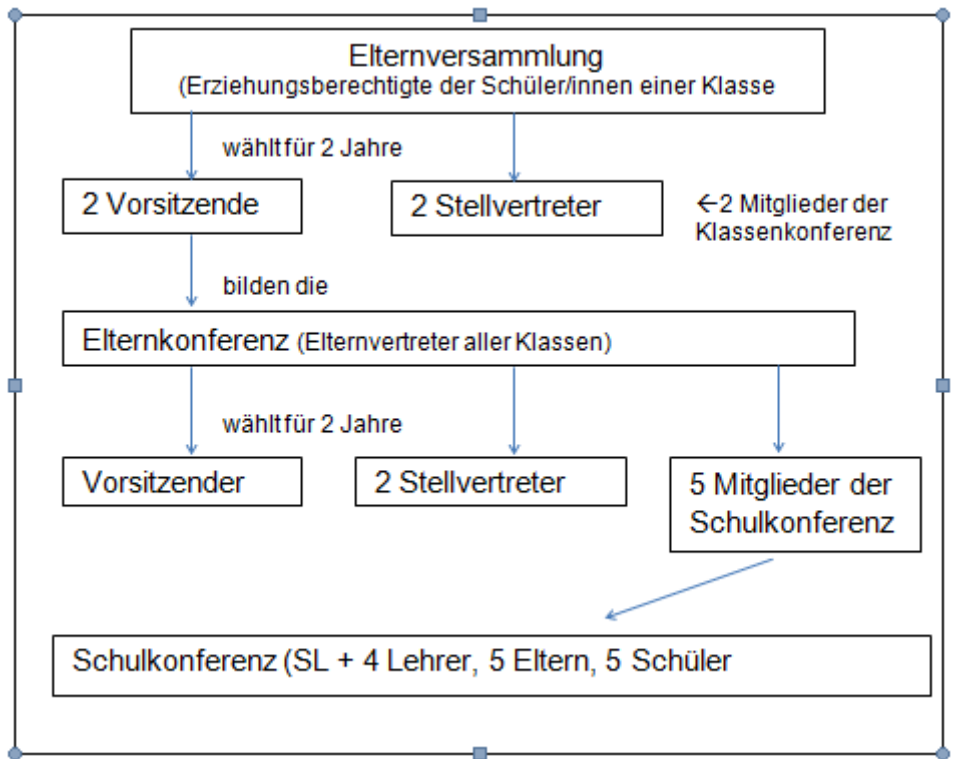 Elternversammlung
(Erziehungsberechtigte der Schüler/innen einer Klasse
wählt für 2 Jahre
2 Vorsitzende
2 Stellvertreter
←2 Mitglieder der
Klassenkonferenz
bilden die
Elternkonferenz (Elternvertreter aller Klassen)
wählt für 2 Jahre
Vorsitzender
2 Stellvertreter
5 Mitglieder der
Schulkonferenz
Schulkonferenz (SL + 4 Lehrer, 5 Eltern, 5 Schüler